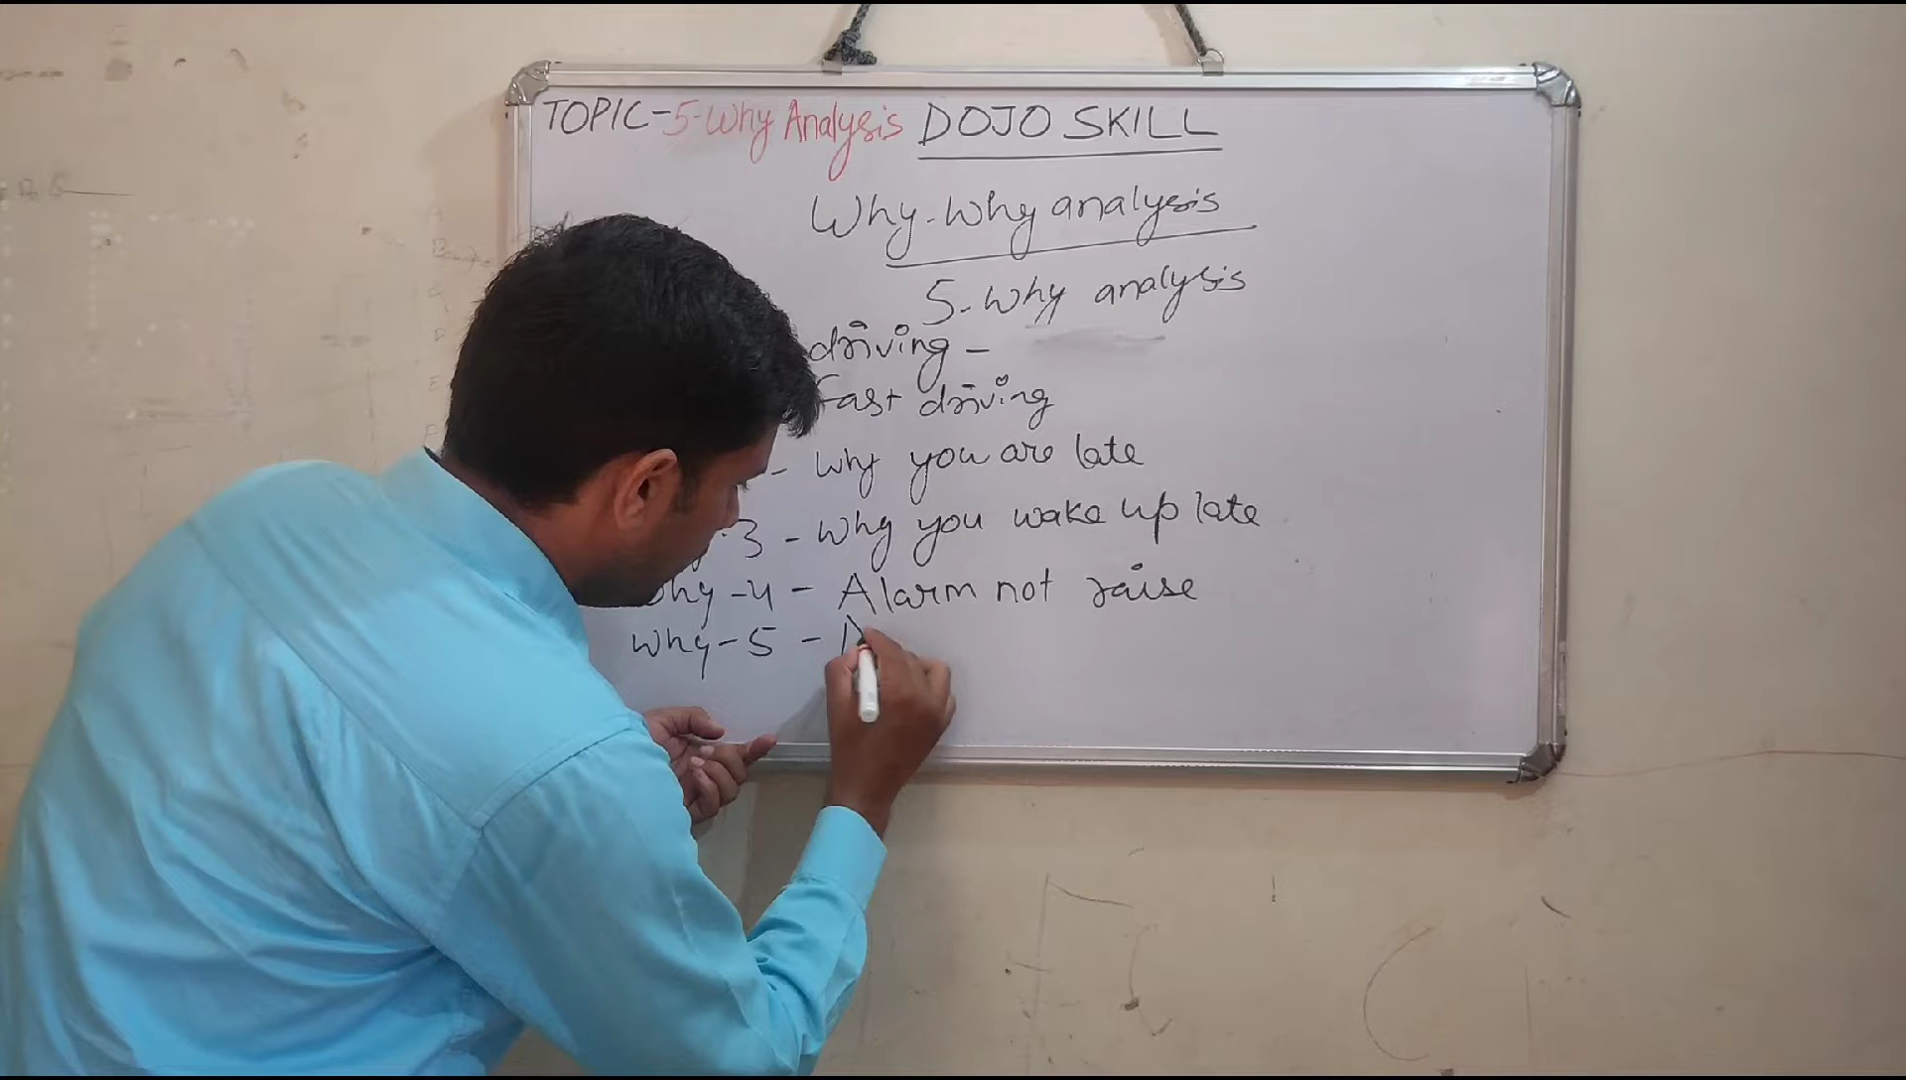 TOPIC-5-Why Analysis DOJO SKILL
Why-Why analysis
5-Why analysis
driving -
Fast driving
- Why you are late
3 - Why you wake up late
Why -4 - Alarm not raise
Why-5 -